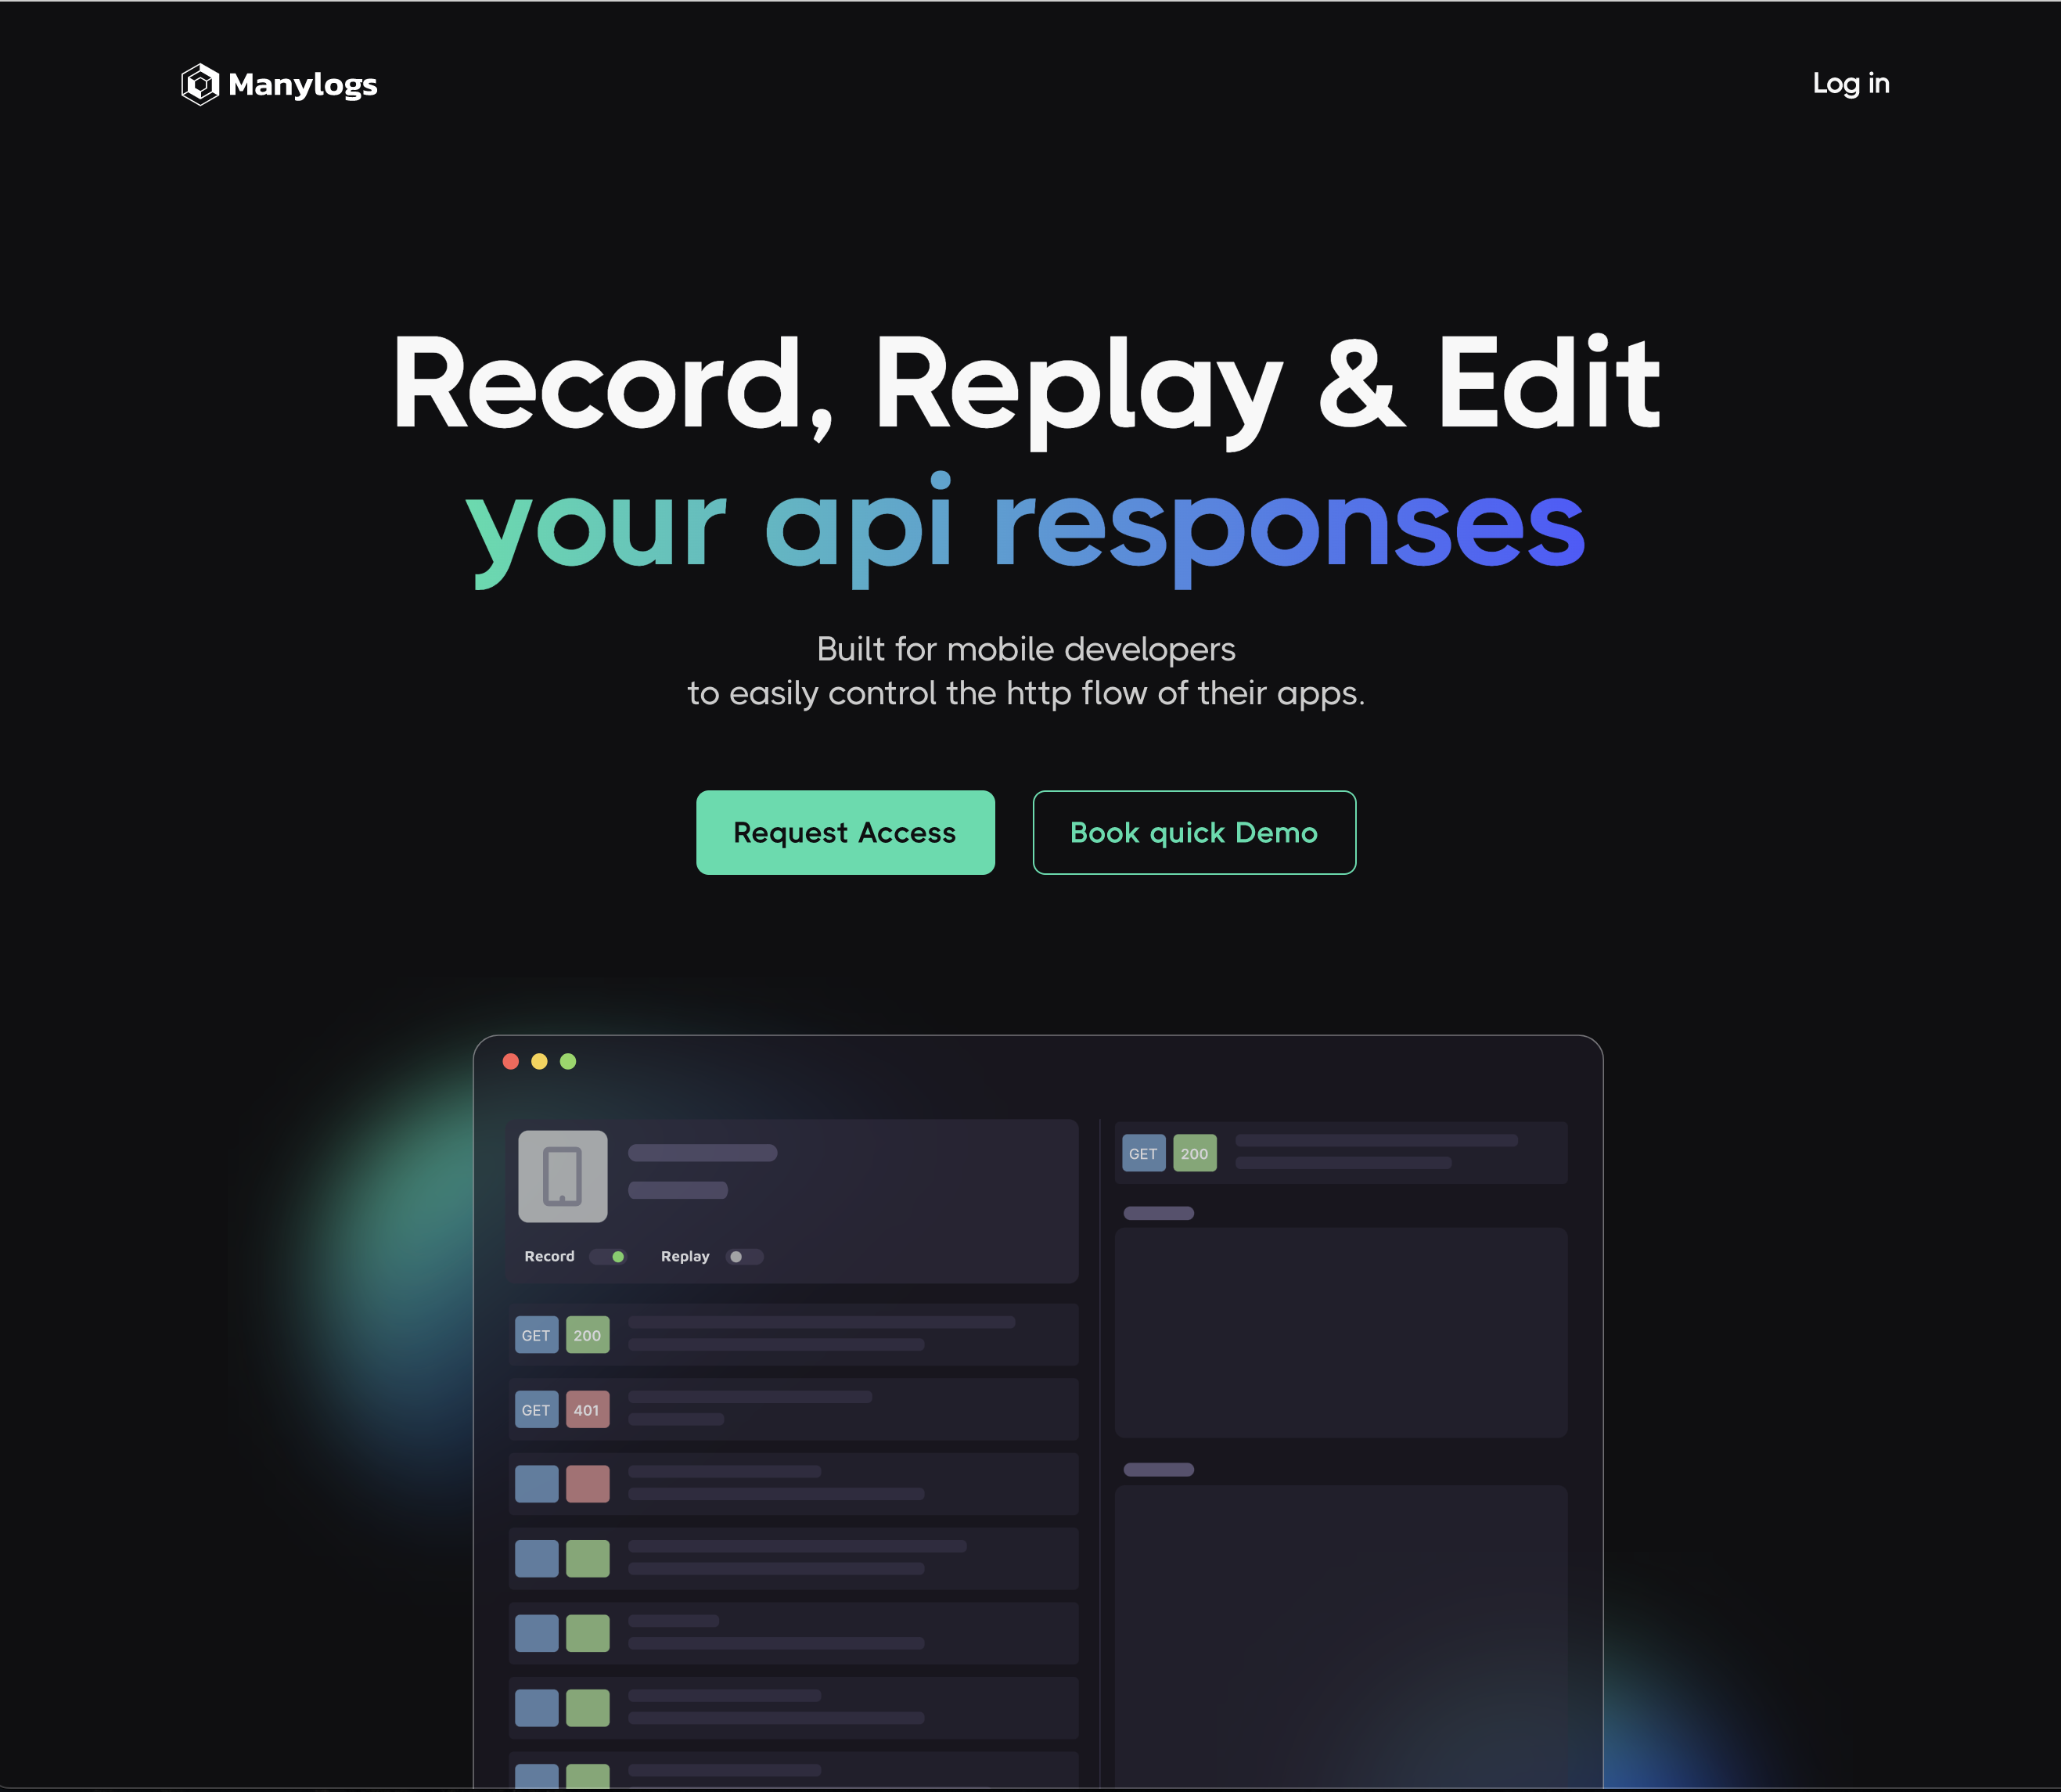 Manylogs
Log in
Record, Replay & Edit
your api responses
Built for mobile developers
to easily control the http flow of their apps.
Request Access
Book quick Demo
Record
Replay
GET 200
GET 401
GET 200